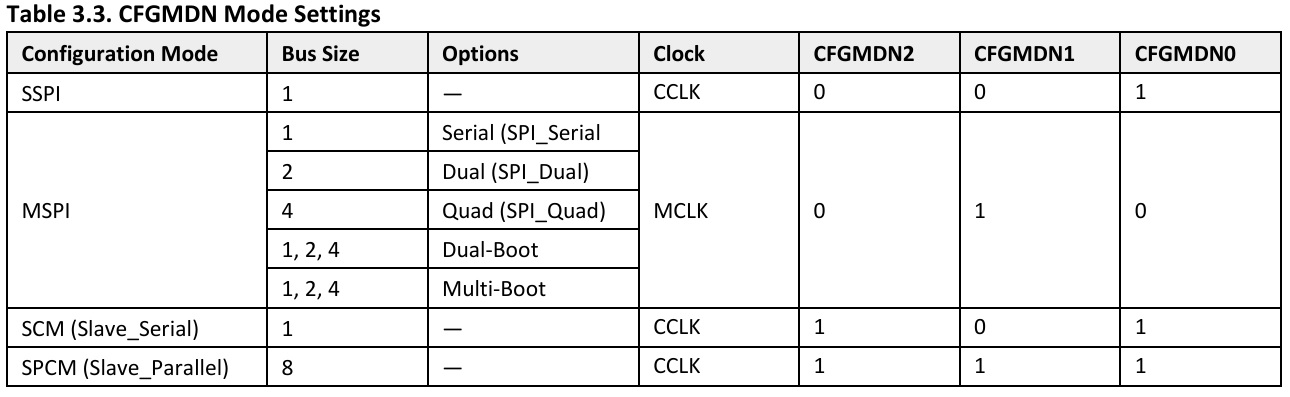 Table 3.3. CFGMDN Mode Settings
Configuration Mode Bus Size Options Clock CFGMDN2 CFGMDN1 CFGMDN0
SSPI 1 — CCLK 0 0 1
1 Serial (SPI_Serial
2 Dual (SPI_Dual)
MSPI 4 Quad (SPI_Quad) MCLK 0 1 0
1, 2, 4 Dual-Boot
1, 2, 4 Multi-Boot
SCM (Slave_Serial) 1 — CCLK 1 0 1
SPCM (Slave_Parallel) 8 — CCLK 1 1 1